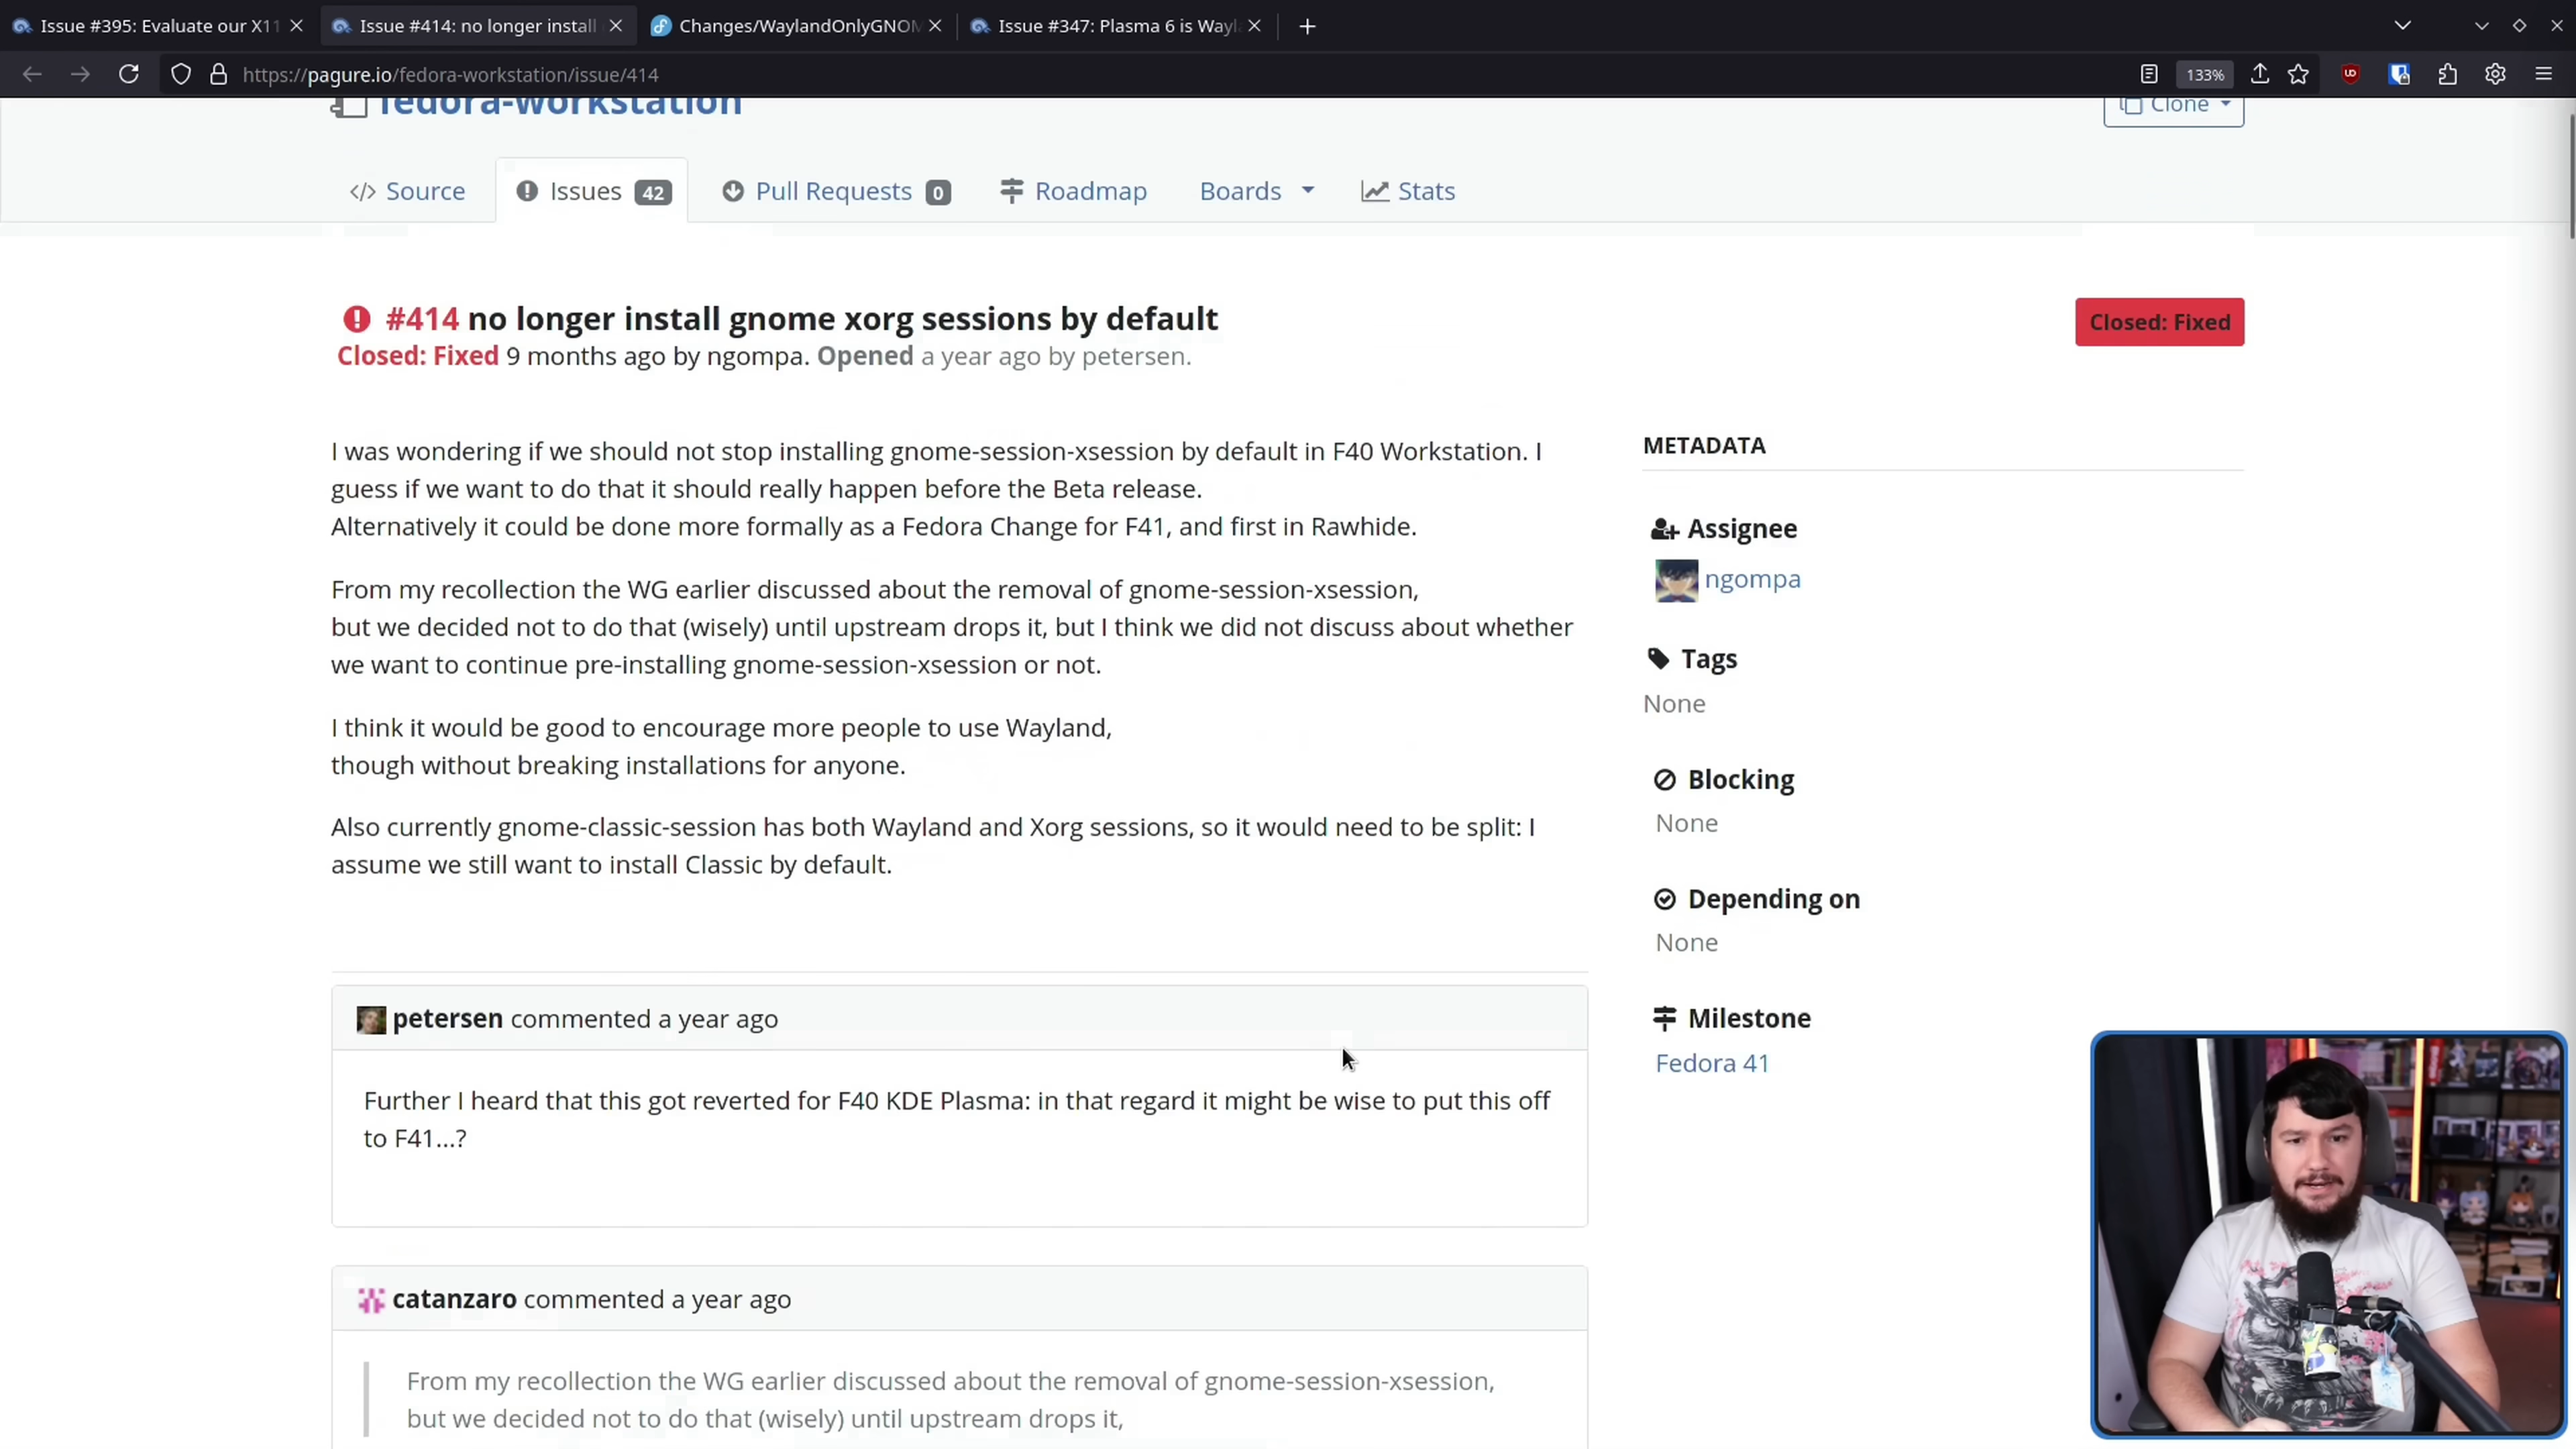 Issue #395: Evaluate our X11
Issue #414: no longer install
Changes/WaylandOnlyGNOM
Issue #347: Plasma 6 is Wayl
https://pagure.io/fedora-workstation/issue/414
133%
fedora-workstation
Clone
Source
Issues 42
Pull Requests 0
Roadmap
Boards
Stats
#414 no longer install gnome xorg sessions by default
Closed: Fixed
Closed: Fixed 9 months ago by ngompa. Opened a year ago by petersen.
I was wondering if we should not stop installing gnome-session-xsession by default in F40 Workstation. I
guess if we want to do that it should really happen before the Beta release.
Alternatively it could be done more formally as a Fedora Change for F41, and first in Rawhide.
From my recollection the WG earlier discussed about the removal of gnome-session-xsession,
but we decided not to do that (wisely) until upstream drops it, but I think we did not discuss about whether
we want to continue pre-installing gnome-session-xsession or not.
I think it would be good to encourage more people to use Wayland,
though without breaking installations for anyone.
Also currently gnome-classic-session has both Wayland and Xorg sessions, so it would need to be split: I
assume we still want to install Classic by default.
METADATA
Assignee
ngompa
Tags
None
Blocking
None
Depending on
None
Milestone
Fedora 41
petersen commented a year ago
Further I heard that this got reverted for F40 KDE Plasma: in that regard it might be wise to put this off
to F41...?
catanzaro commented a year ago
From my recollection the WG earlier discussed about the removal of gnome-session-xsession,
but we decided not to do that (wisely) until upstream drops it,